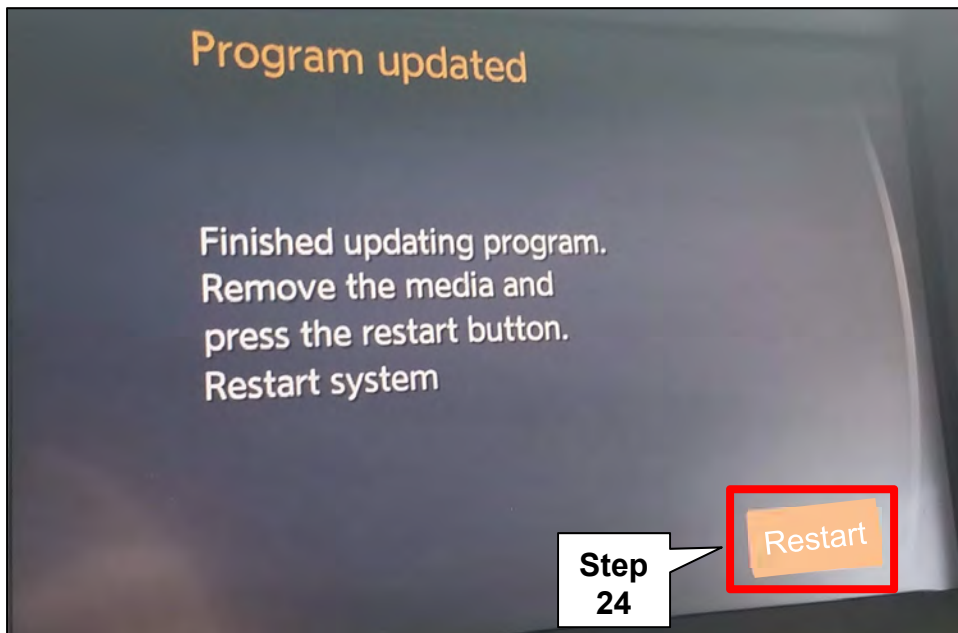 Program updated
Finished updating program.
Remove the media and
press the restart button.
Restart system
Restart
Step
24